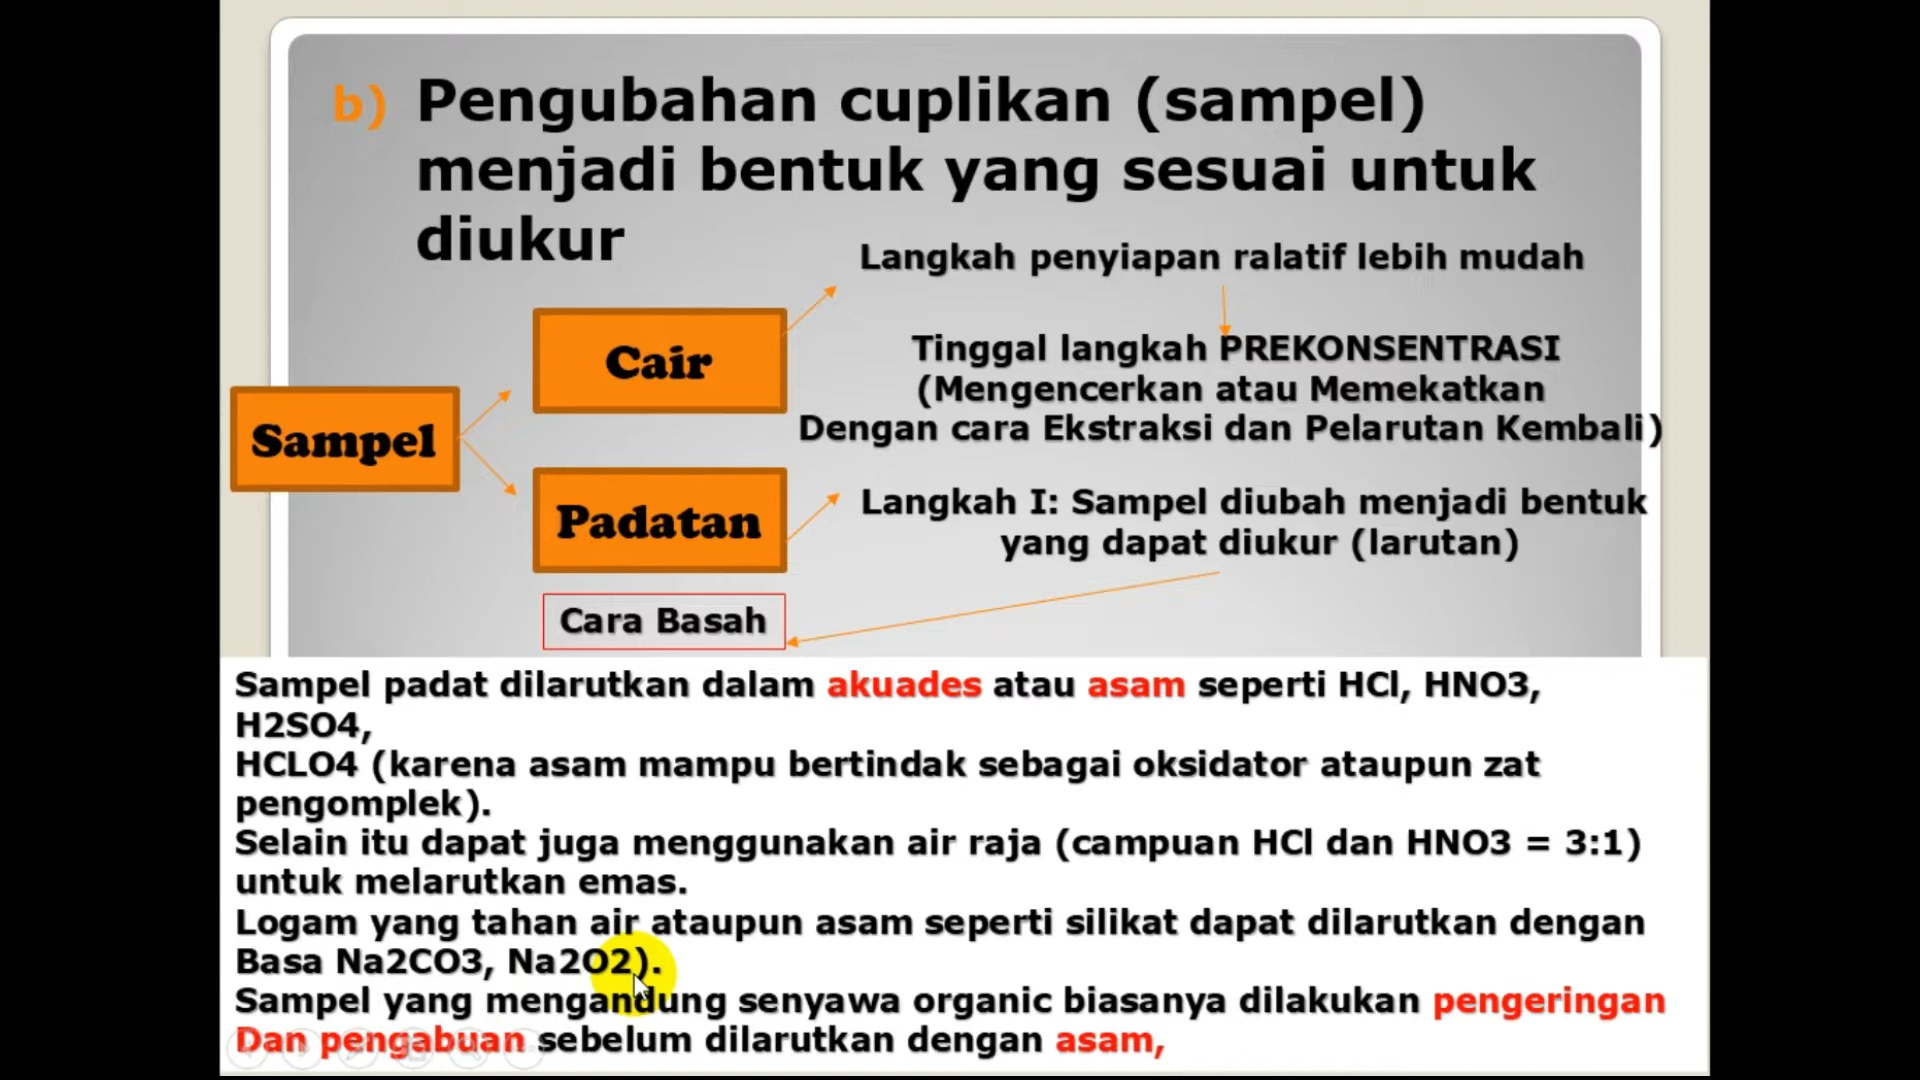 b) Pengubahan cuplikan (sampel)
menjadi bentuk yang sesuai untuk
diukur
Langkah penyiapan ralatif lebih mudah
Cair
Tinggal langkah PREKONSENTRASI
(Mengencerkan atau Memekatkan
Dengan cara Ekstraksi dan Pelarutan Kembali)
Sampel
Padatan
Langkah I: Sampel diubah menjadi bentuk
yang dapat diukur (larutan)
Cara Basah
Sampel padat dilarutkan dalam akuades atau asam seperti HCl, HNO3,
H2SO4,
HCLO4 (karena asam mampu bertindak sebagai oksidator ataupun zat
pengomplek).
Selain itu dapat juga menggunakan air raja (campuan HCl dan HNO3 = 3:1)
untuk melarutkan emas.
Logam yang tahan air ataupun asam seperti silikat dapat dilarutkan dengan
Basa Na2CO3, Na2O2).
Sampel yang mengandung senyawa organic biasanya dilakukan pengeringan
Dan pengabuan sebelum dilarutkan dengan asam,